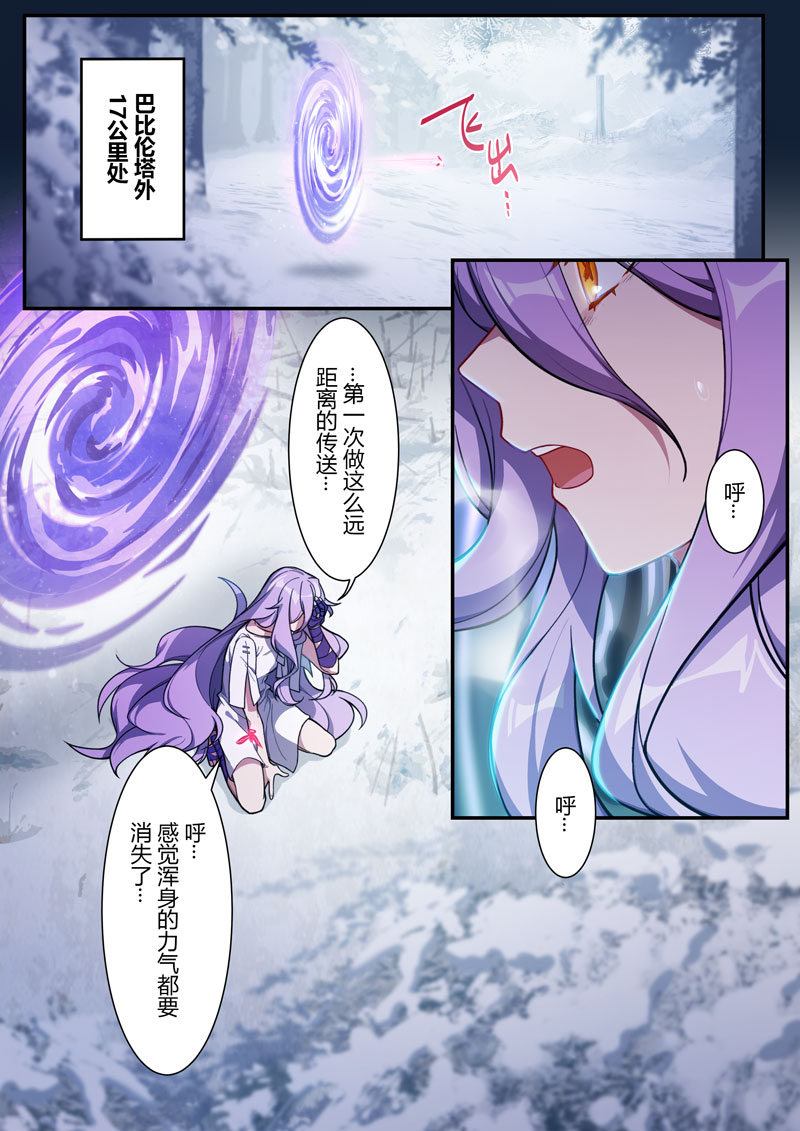 巴比伦塔外
17公里处
飞出…
呼…
呼…
…第一次做这么远
距离的传送…
呼…
感觉浑身的力气都要
消失了…